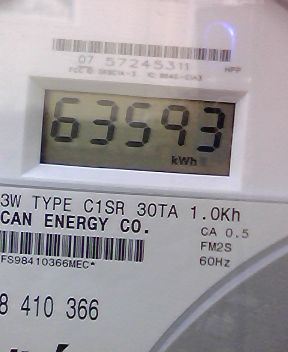 07 57245311
HPP
63593
kWh
3W TYPE C1SR 30TA 1.0Kh
CAN ENERGY CO.
CA 0.5
FM2S
60Hz
FS98410366MEC*
8 410 366